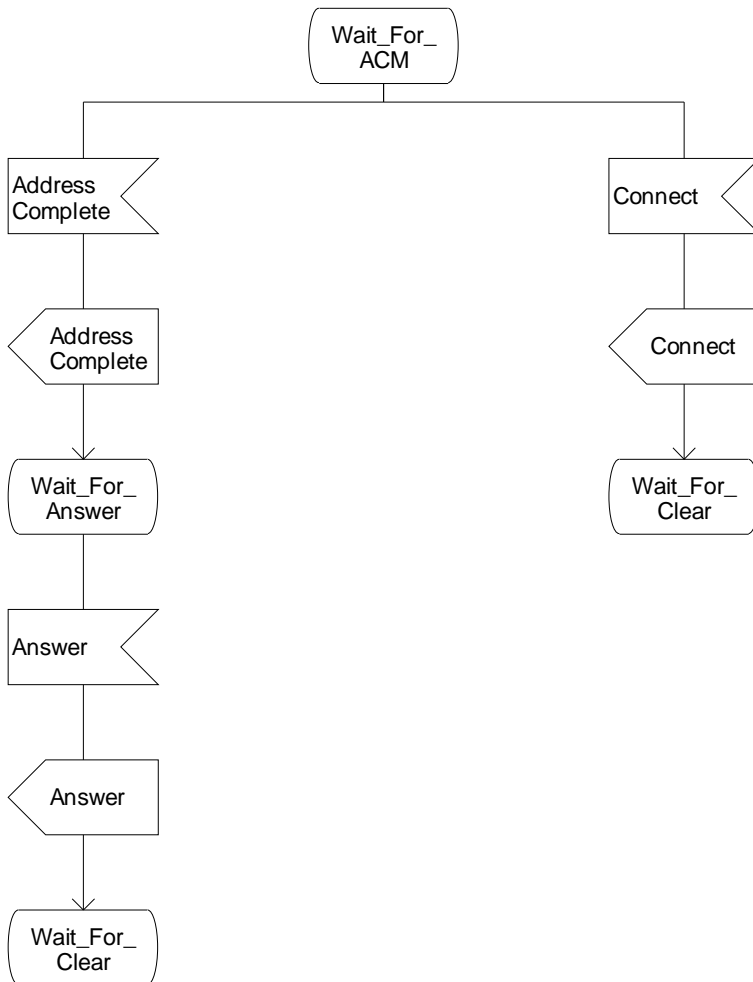 Wait_For_
ACM
Address
Complete
Connect
Address
Complete
Connect
Wait_For_
Answer
Wait_For_
Clear
Answer
Answer
Wait_For_
Clear